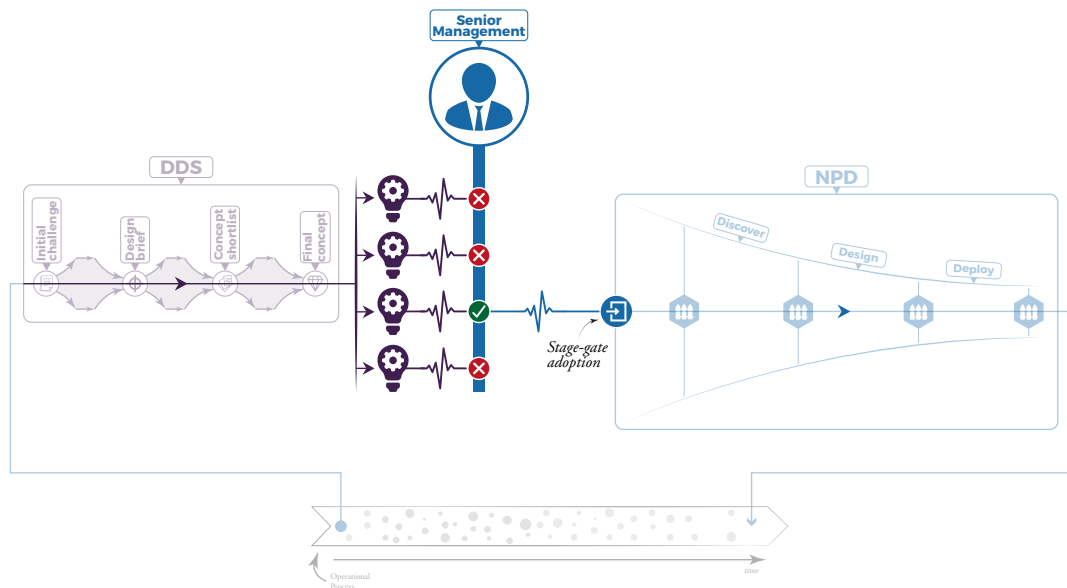 Senior
Management
DDS
Initial
challenge
Design
brief
Concept
shortlist
Final
concept
NPD
Discover
Design
Deploy
Stage-gate
adoption
time
Operational
Process